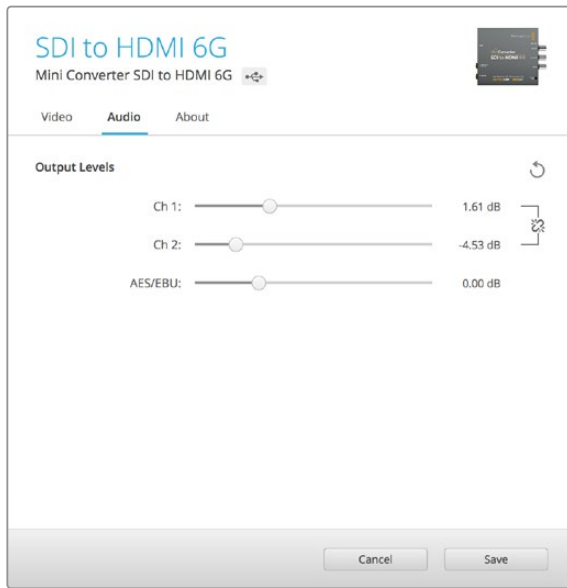 SDI to HDMI 6G
Mini Converter SDI to HDMI 6G
Video Audio About
Output Levels
Ch 1: 1.61 dB
Ch 2: -4.53 dB
AES/EBU: 0.00 dB
Cancel Save